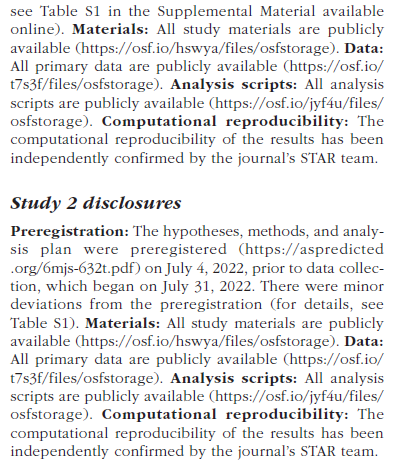 see Table S1 in the Supplemental Material available
online). Materials: All study materials are publicly
available (https://osf.io/hswya/files/osfstorage). Data:
All primary data are publicly available (https://osf.io/
t7s3f/files/osfstorage). Analysis scripts: All analysis
scripts are publicly available (https://osf.io/jyf4u/files/
osfstorage). Computational reproducibility: The
computational reproducibility of the results has been
independently confirmed by the journal's STAR team.
Study 2 disclosures
Preregistration: The hypotheses, methods, and analy-
sis plan were preregistered (https://aspredicted
.org/6mjs-632t.pdf) on July 4, 2022, prior to data collec-
tion, which began on July 31, 2022. There were minor
deviations from the preregistration (for details, see
Table S1). Materials: All study materials are publicly
available (https://osf.io/hswya/files/osfstorage). Data:
All primary data are publicly available (https://osf.io/
t7s3f/files/osfstorage). Analysis scripts: All analysis
scripts are publicly available (https://osf.io/jyf4u/files/
osfstorage). Computational reproducibility: The
computational reproducibility of the results has been
independently confirmed by the journal's STAR team.